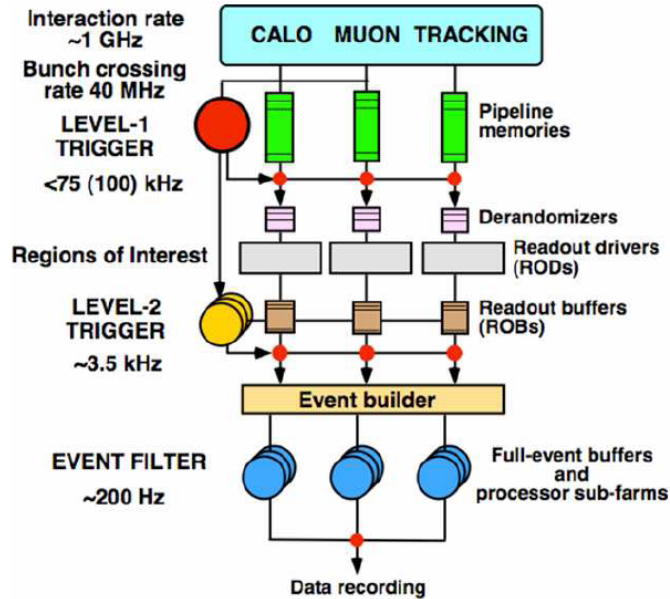 Interaction rate
~1 GHz
CALO MUON TRACKING
Bunch crossing
rate 40 MHz
Pipeline
memories
LEVEL-1
TRIGGER
<75 (100) kHz
Derandomizers
Regions of Interest
Readout drivers
(RODs)
LEVEL-2
TRIGGER
Readout buffers
(ROBs)
~3.5 kHz
Event builder
EVENT FILTER
~200 Hz
Full-event buffers
and
processor sub-farms
Data recording